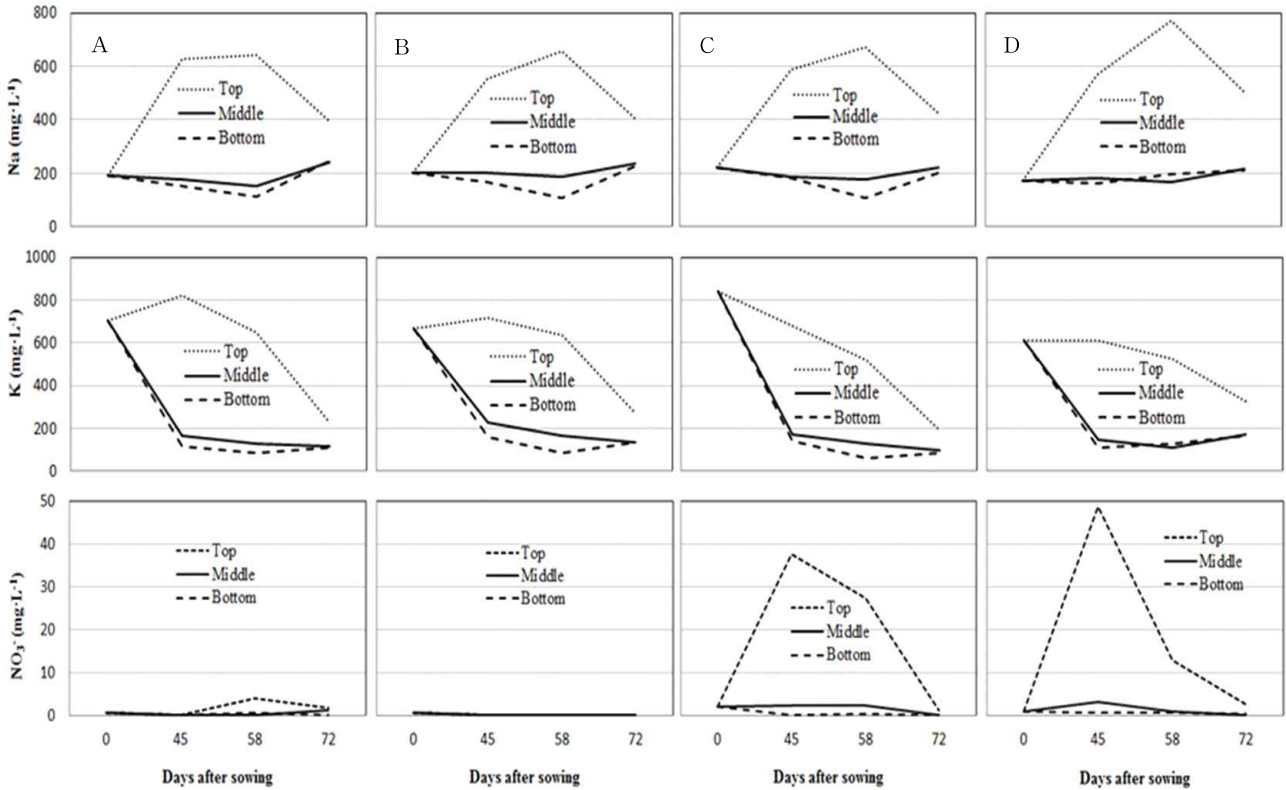 A
B
C
D
Na (mg·L⁻¹)
800
600
400
200
0
Top
Middle
Bottom
Top
Middle
Bottom
Top
Middle
Bottom
Top
Middle
Bottom
K (mg·L⁻¹)
1000
800
600
400
200
0
Top
Middle
Bottom
Top
Middle
Bottom
Top
Middle
Bottom
Top
Middle
Bottom
NO₃⁻ (mg·L⁻¹)
50
40
30
20
10
0
Top
Middle
Bottom
Top
Middle
Bottom
Top
Middle
Bottom
Top
Middle
Bottom
0 45 58 72
0 45 58 72
0 45 58 72
0 45 58 72
Days after sowing
Days after sowing
Days after sowing
Days after sowing